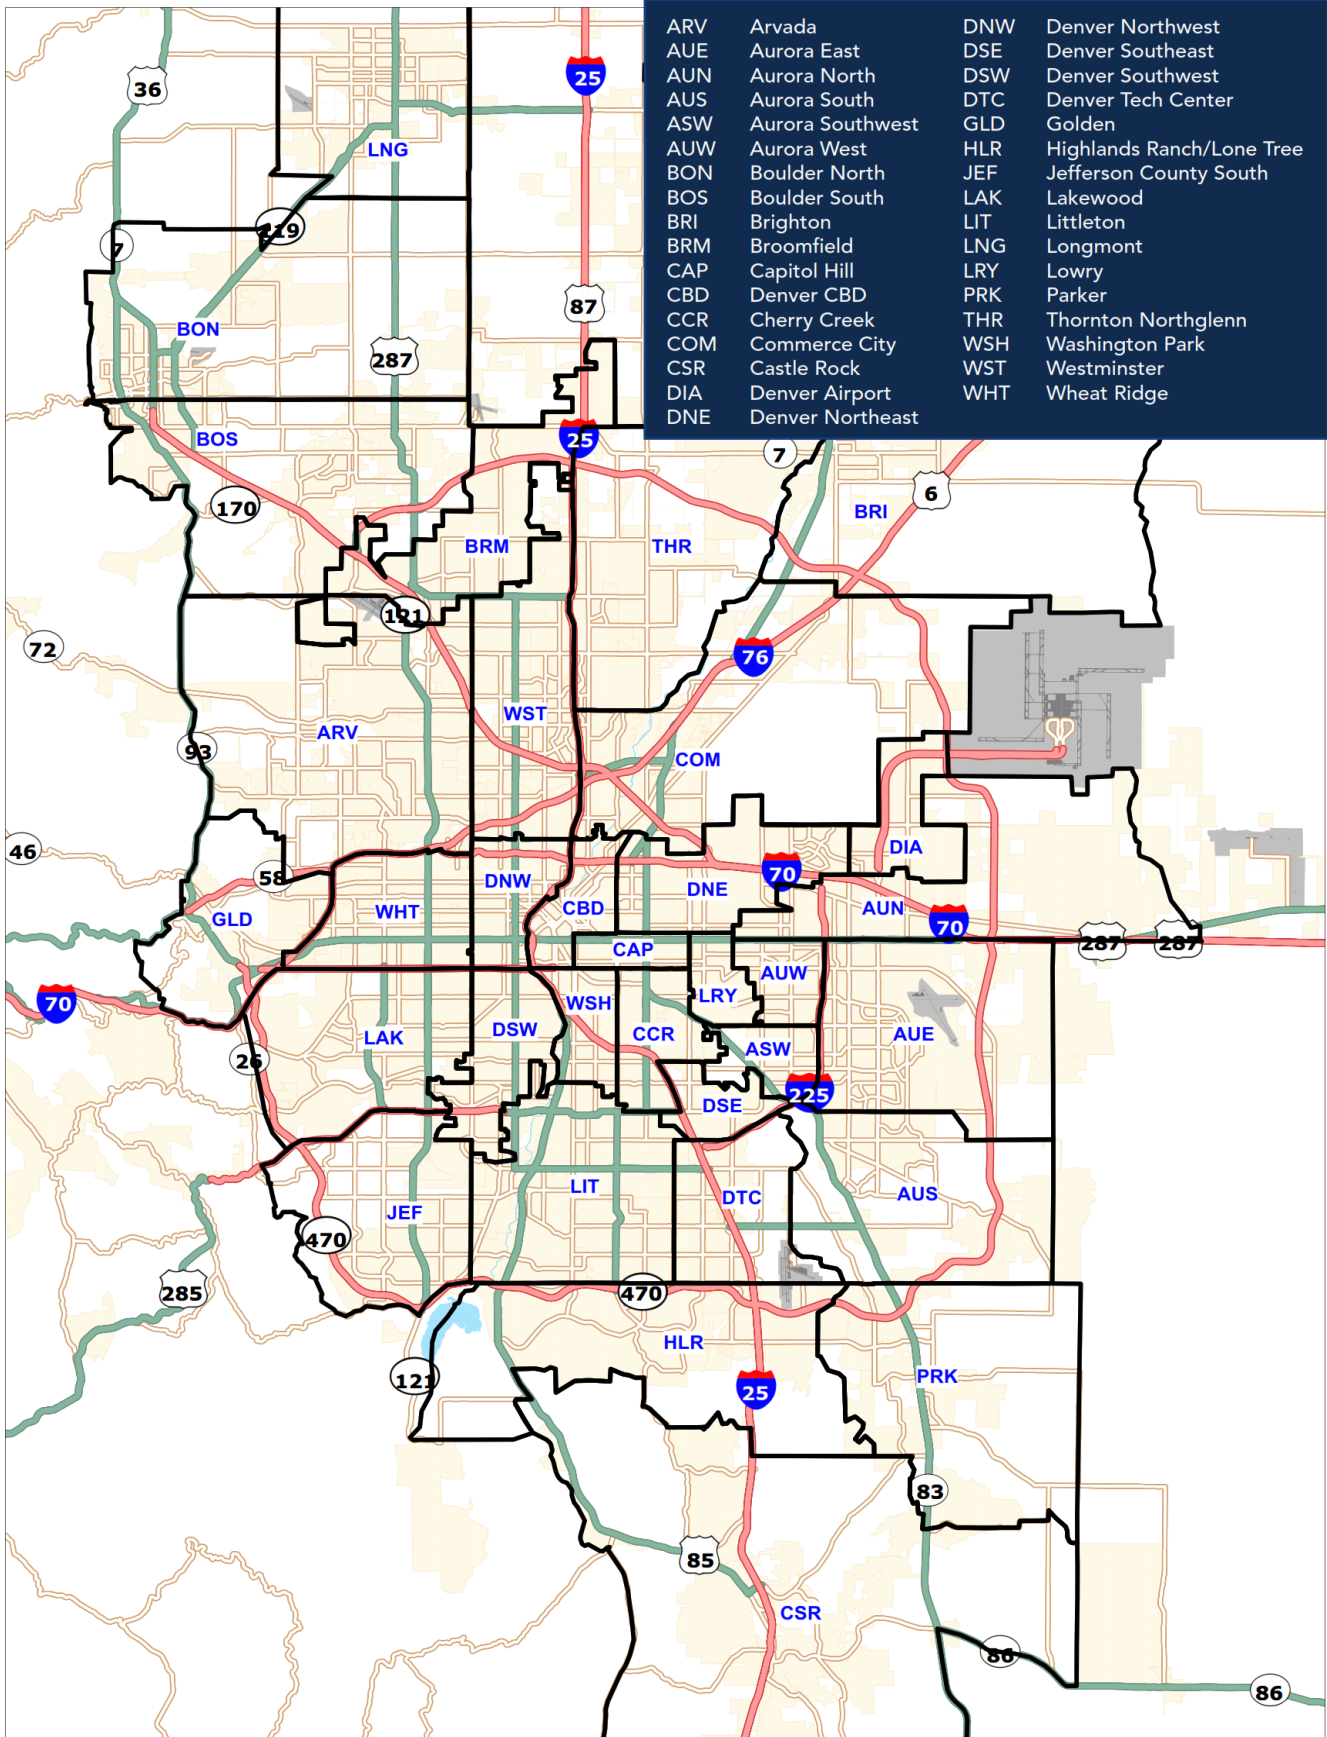 ARV Arvada
AUE Aurora East
AUN Aurora North
AUS Aurora South
ASW Aurora Southwest
AUW Aurora West
BON Boulder North
BOS Boulder South
BRI Brighton
BRM Broomfield
CAP Capitol Hill
CBD Denver CBD
CCR Cherry Creek
COM Commerce City
CSR Castle Rock
DIA Denver Airport
DNE Denver Northeast
DNW Denver Northwest
DSE Denver Southeast
DSW Denver Southwest
DTC Denver Tech Center
GLD Golden
HLR Highlands Ranch/Lone Tree
JEF Jefferson County South
LAK Lakewood
LIT Littleton
LNG Longmont
LRY Lowry
PRK Parker
THR Thornton Northglenn
WSH Washington Park
WST Westminster
WHT Wheat Ridge
25
36
LNG
119
7
87
BON
287
BOS
25
7
6
170
BRI
BRM
THR
121
72
76
WST
ARV
93
COM
46
DIA
58
70
DNW
DNE
CBD
WHT
AUN
GLD
70
287
287
CAP
AUW
LRY
70
WSH
DSW
CCR
AUE
LAK
ASW
26
225
DSE
LIT
AUS
DTC
JEF
470
285
470
HLR
PRK
121
25
83
85
CSR
86
86